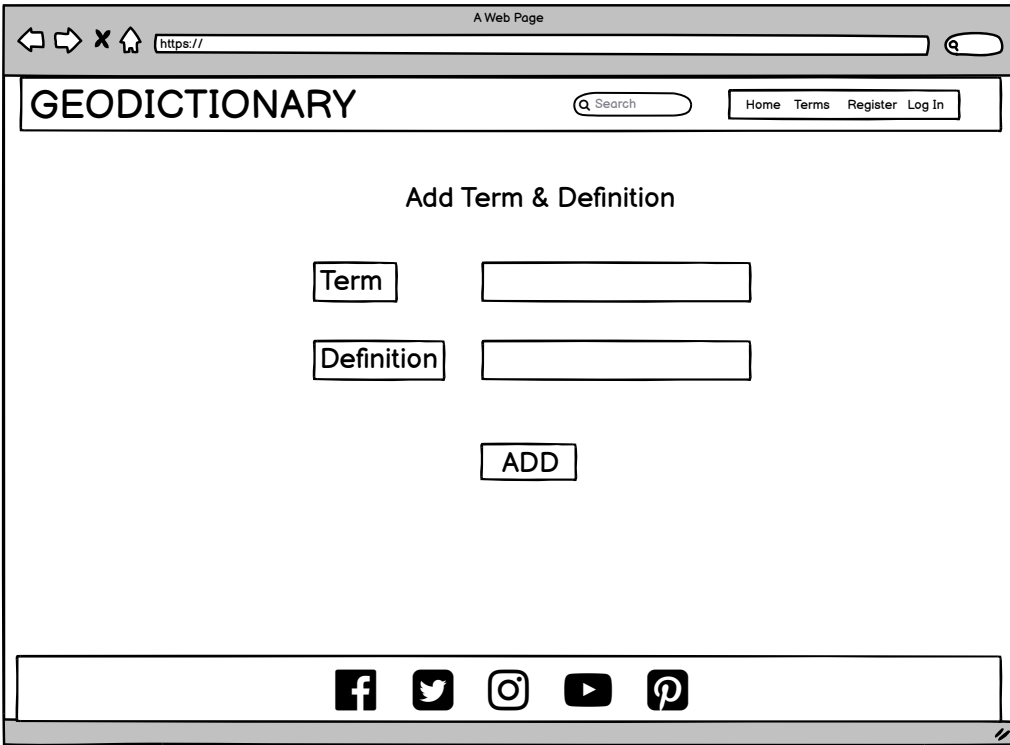 A Web Page
https://
GEODICTIONARY
Search
Home Terms Register Log In
Add Term & Definition
Term
Definition
ADD